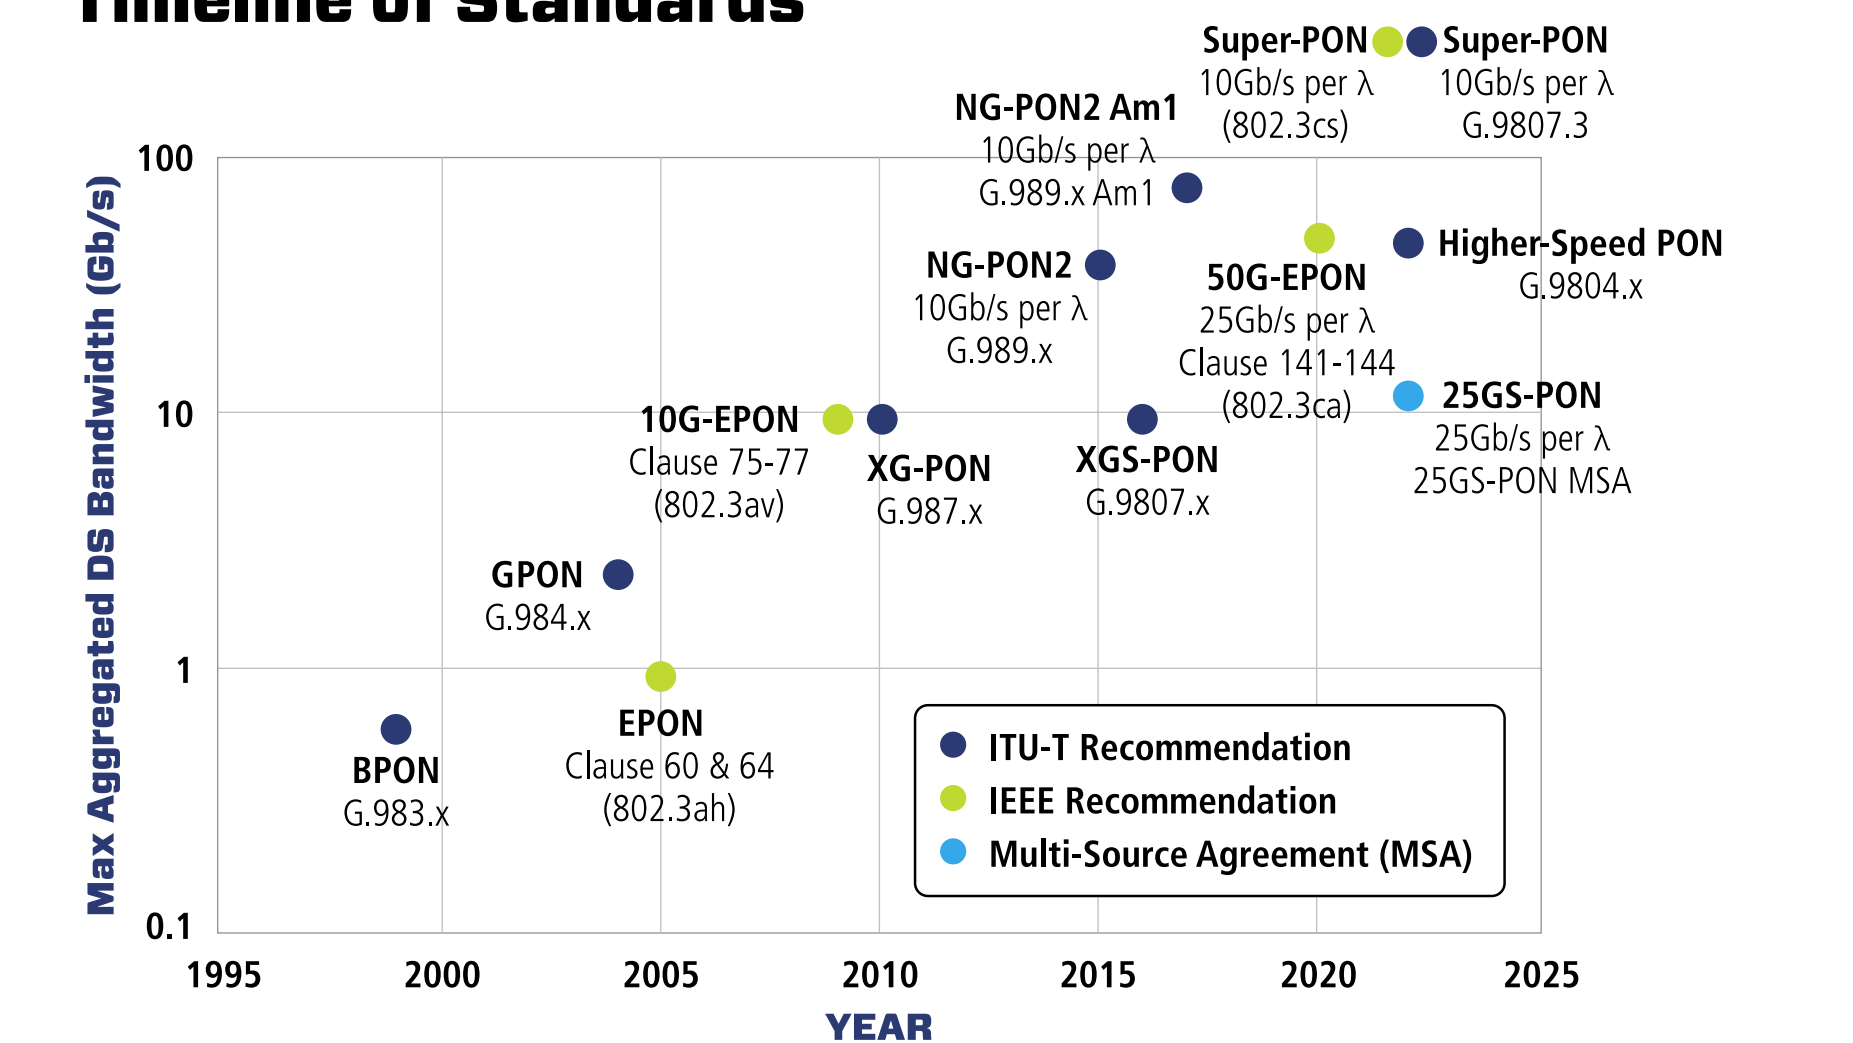 Timeline of Standards
Super-PON
10Gb/s per λ
(802.3cs)
Super-PON
10Gb/s per λ
G.9807.3
NG-PON2 Am1
10Gb/s per λ
G.989.x Am1
NG-PON2
10Gb/s per λ
G.989.x
50G-EPON
25Gb/s per λ
Clause 141-144
(802.3ca)
Higher-Speed PON
G.9804.x
10G-EPON
Clause 75-77
(802.3av)
XG-PON
G.987.x
XGS-PON
G.9807.x
25GS-PON
25Gb/s per λ
25GS-PON MSA
GPON
G.984.x
EPON
Clause 60 & 64
(802.3ah)
BPON
G.983.x
ITU-T Recommendation
IEEE Recommendation
Multi-Source Agreement (MSA)
Max Aggregated DS Bandwidth (Gb/s)
100
10
1
0.1
1995
2000
2005
2010
2015
2020
2025
YEAR